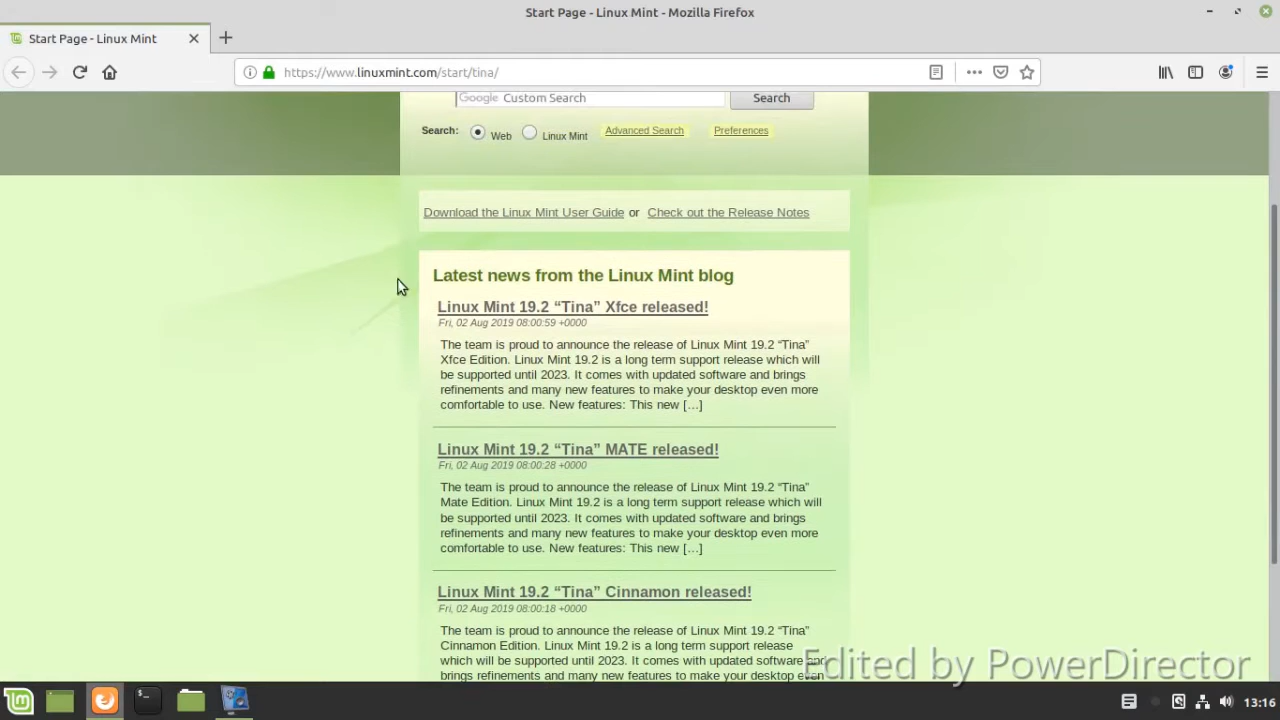 Start Page - Linux Mint - Mozilla Firefox
Start Page - Linux Mint
https://www.linuxmint.com/start/tina/
Google Custom Search Search
Search: Web Linux Mint Advanced Search Preferences
Download the Linux Mint User Guide or Check out the Release Notes
Latest news from the Linux Mint blog
Linux Mint 19.2 “Tina” Xfce released!
Fri, 02 Aug 2019 08:00:59 +0000
The team is proud to announce the release of Linux Mint 19.2 “Tina”
Xfce Edition. Linux Mint 19.2 is a long term support release which will
be supported until 2023. It comes with updated software and brings
refinements and many new features to make your desktop even more
comfortable to use. New features: This new […]
Linux Mint 19.2 “Tina” MATE released!
Fri, 02 Aug 2019 08:00:28 +0000
The team is proud to announce the release of Linux Mint 19.2 “Tina”
Mate Edition. Linux Mint 19.2 is a long term support release which will
be supported until 2023. It comes with updated software and brings
refinements and many new features to make your desktop even more
comfortable to use. New features: This new […]
Linux Mint 19.2 “Tina” Cinnamon released!
Fri, 02 Aug 2019 08:00:18 +0000
The team is proud to announce the release of Linux Mint 19.2 “Tina”
Cinnamon Edition. Linux Mint 19.2 is a long term support release
which will be supported until 2023. It comes with updated software and
brings refinements and many new features to make your desktop even
Edited by PowerDirector
13:16